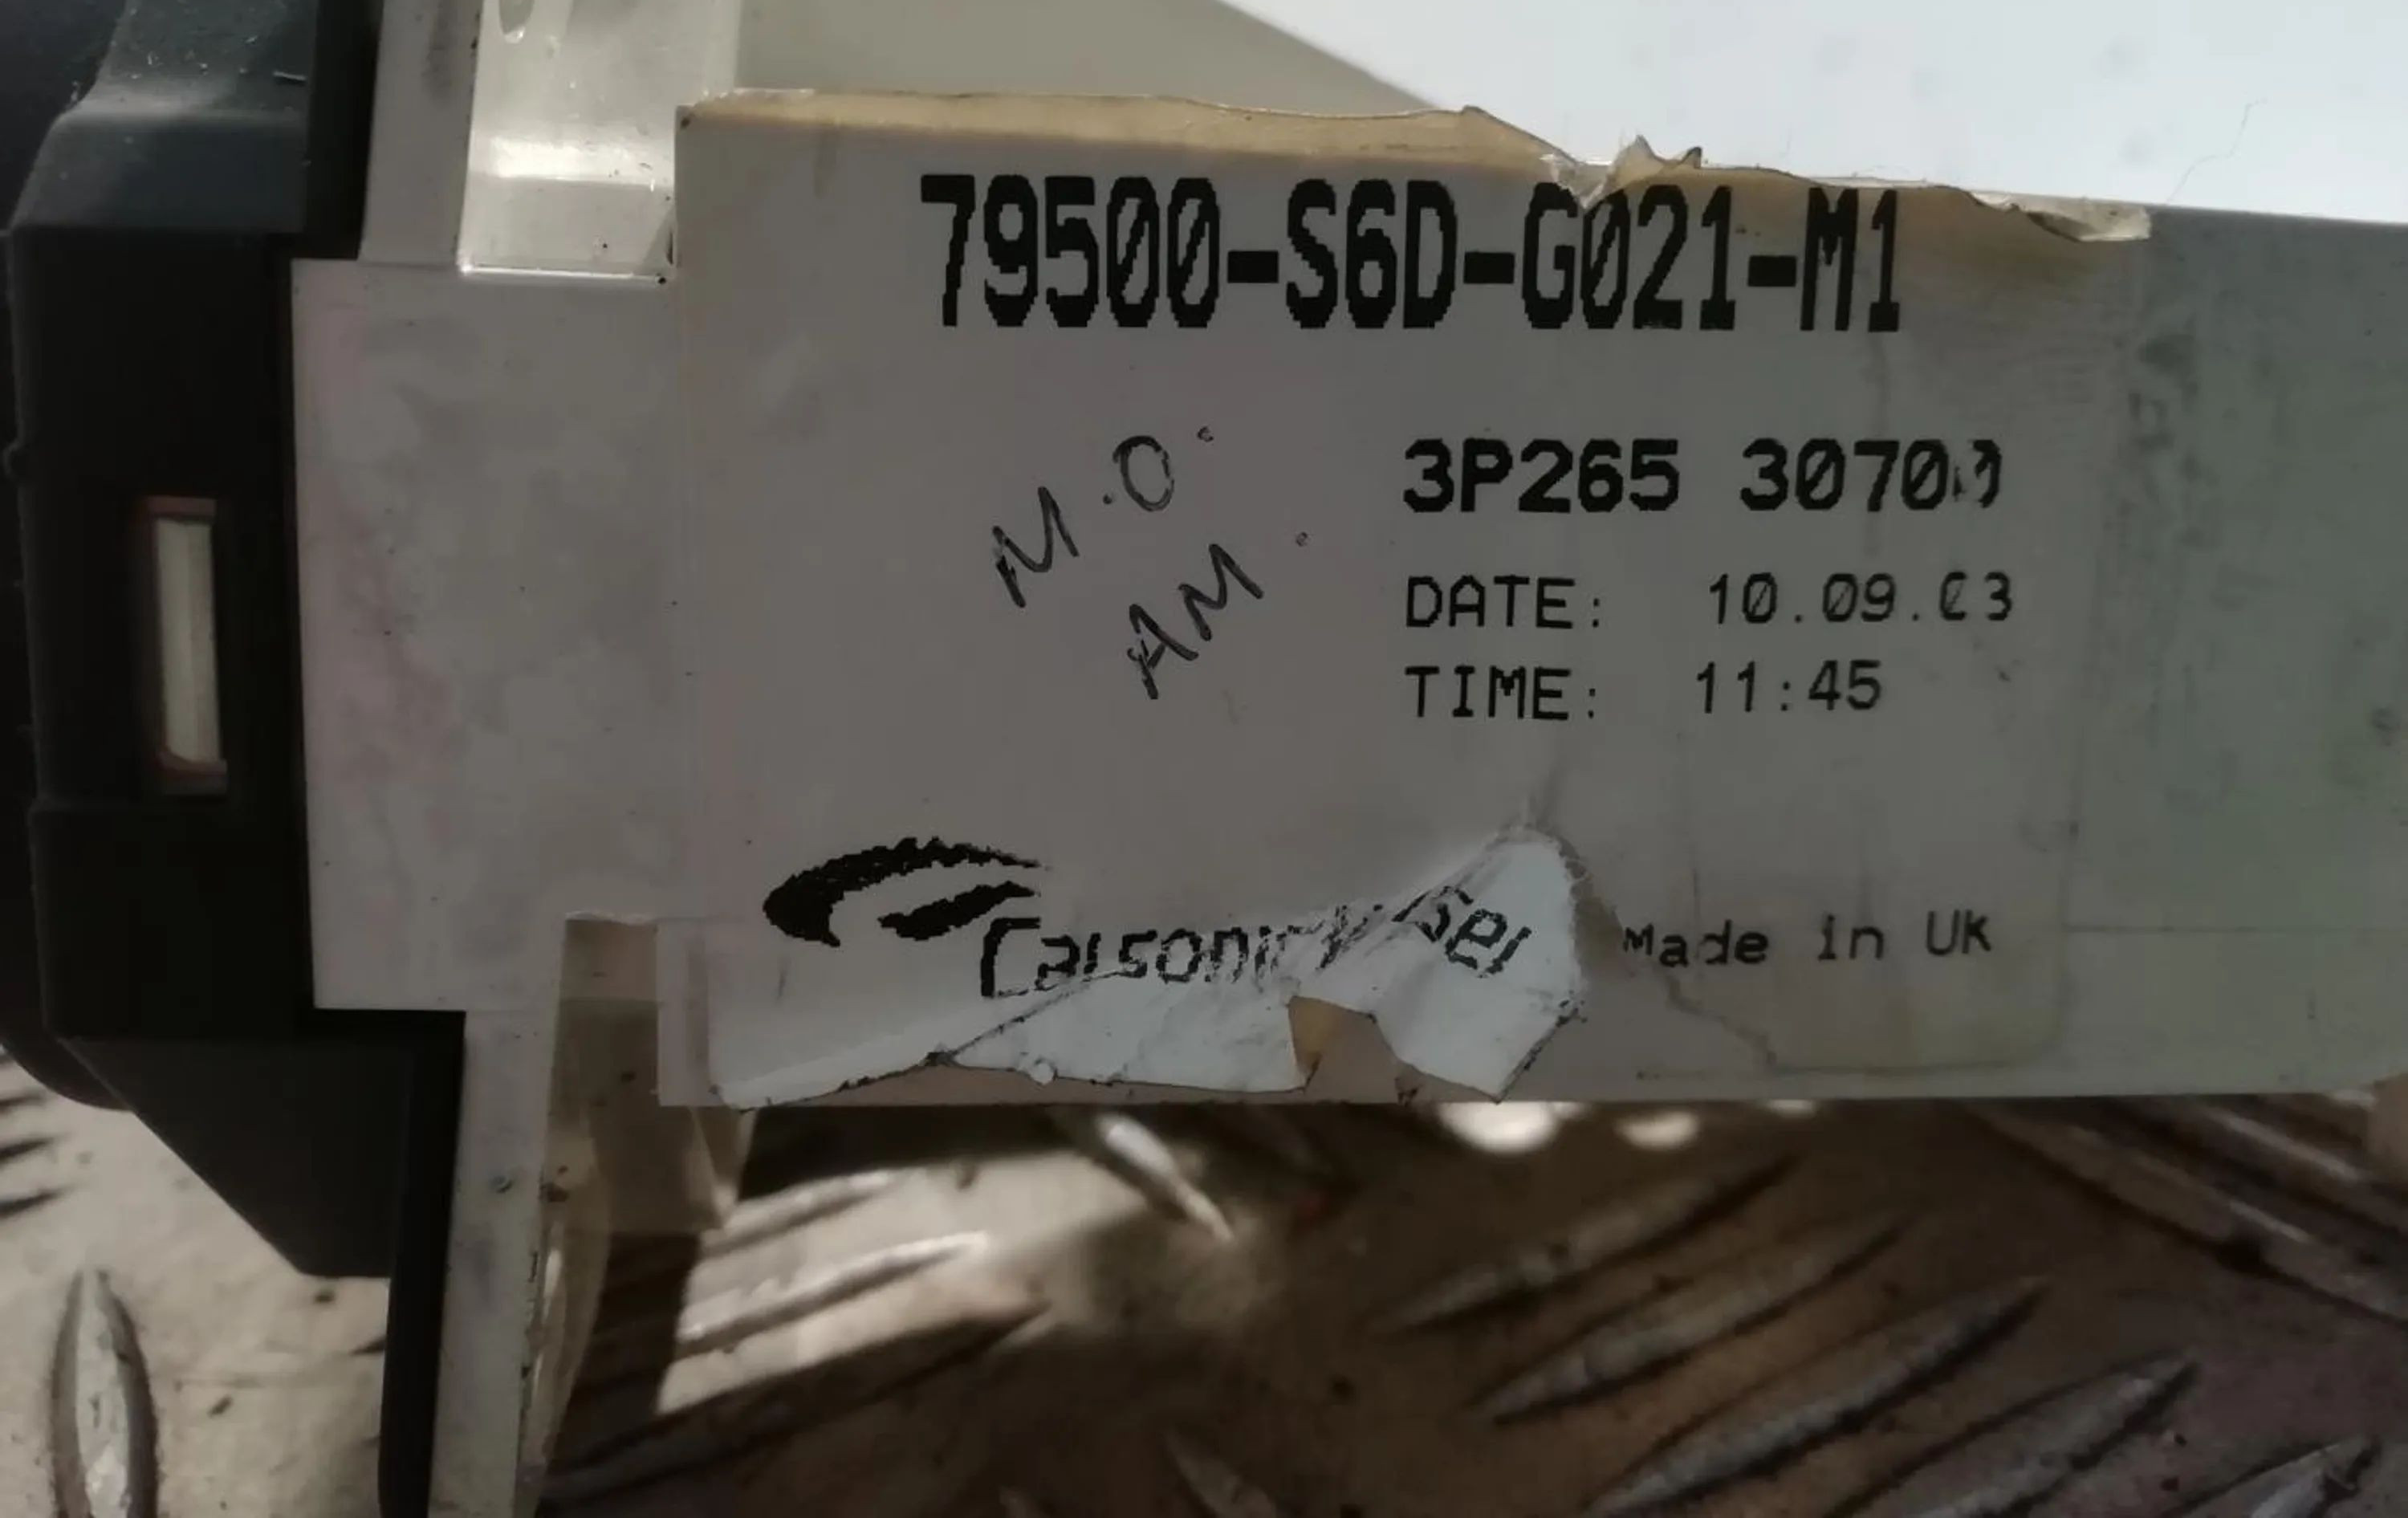 79500-S6D-G021-M1
M.O.
AM.
3P265 30700
DATE: 10.09.03
TIME: 11:45
Calsonic
Made in UK